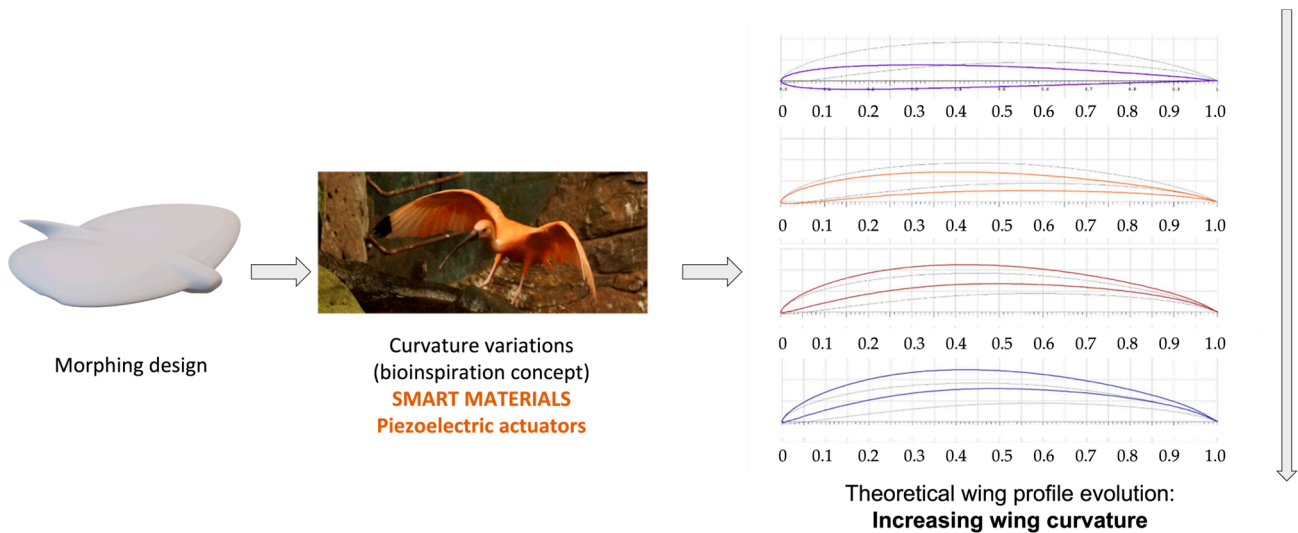 0 0.1 0.2 0.3 0.4 0.5 0.6 0.7 0.8 0.9 1.0
0 0.1 0.2 0.3 0.4 0.5 0.6 0.7 0.8 0.9 1.0
0 0.1 0.2 0.3 0.4 0.5 0.6 0.7 0.8 0.9 1.0
0 0.1 0.2 0.3 0.4 0.5 0.6 0.7 0.8 0.9 1.0
Morphing design
Curvature variations
(bioinspiration concept)
SMART MATERIALS
Piezoelectric actuators
Theoretical wing profile evolution:
Increasing wing curvature